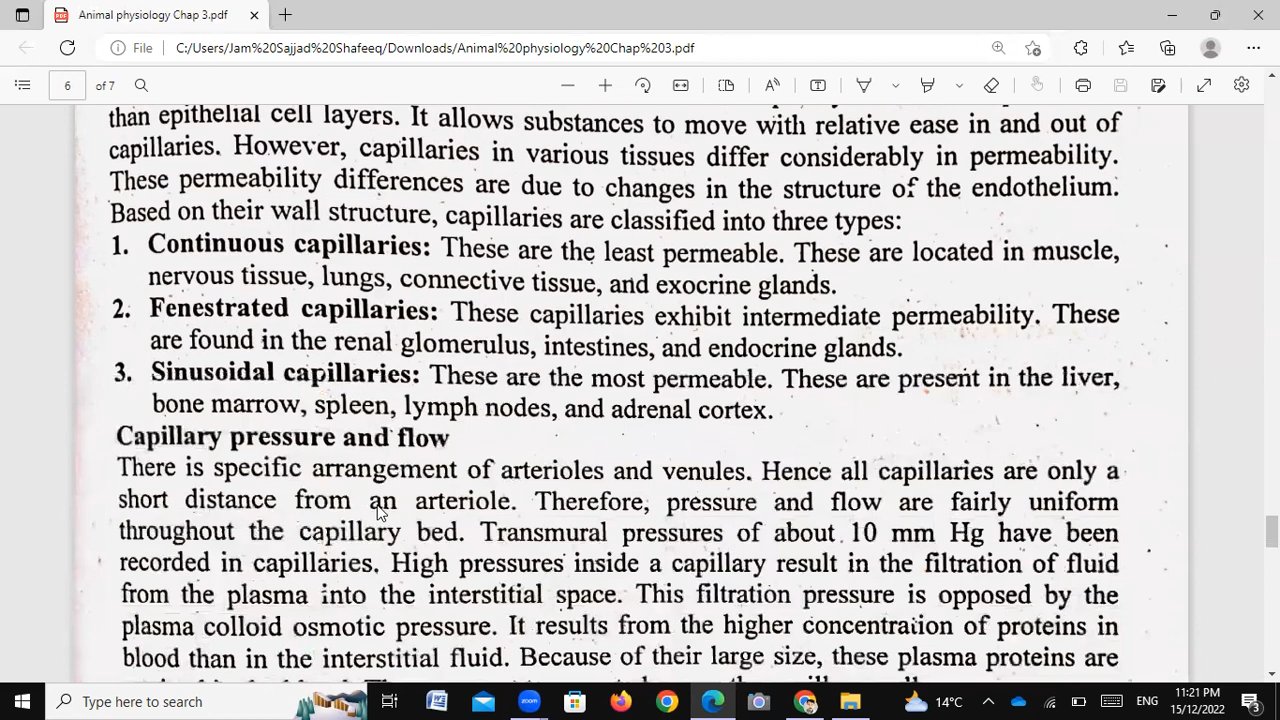 Animal physiology Chap 3.pdf
File
C:/Users/Jam%20Sajjad%20Shafeeq/Downloads/Animal%20physiology%20Chap%203.pdf
6 of 7
than epithelial cell layers. It allows substances to move with relative ease in and out of
capillaries. However, capillaries in various tissues differ considerably in permeability.
These permeability differences are due to changes in the structure of the endothelium.
Based on their wall structure, capillaries are classified into three types:
1. Continuous capillaries: These are the least permeable. These are located in muscle,
nervous tissue, lungs, connective tissue, and exocrine glands.
2. Fenestrated capillaries: These capillaries exhibit intermediate permeability. These
are found in the renal glomerulus, intestines, and endocrine glands.
3. Sinusoidal capillaries: These are the most permeable. These are present in the liver,
bone marrow, spleen, lymph nodes, and adrenal cortex.
Capillary pressure and flow
There is specific arrangement of arterioles and venules. Hence all capillaries are only a
short distance from an arteriole. Therefore, pressure and flow are fairly uniform
throughout the capillary bed. Transmural pressures of about 10 mm Hg have been
recorded in capillaries. High pressures inside a capillary result in the filtration of fluid
from the plasma into the interstitial space. This filtration pressure is opposed by the
plasma colloid osmotic pressure. It results from the higher concentration of proteins in
blood than in the interstitial fluid. Because of their large size, these plasma proteins are
Type here to search
14°C
ENG
11:21 PM
15/12/2022
3